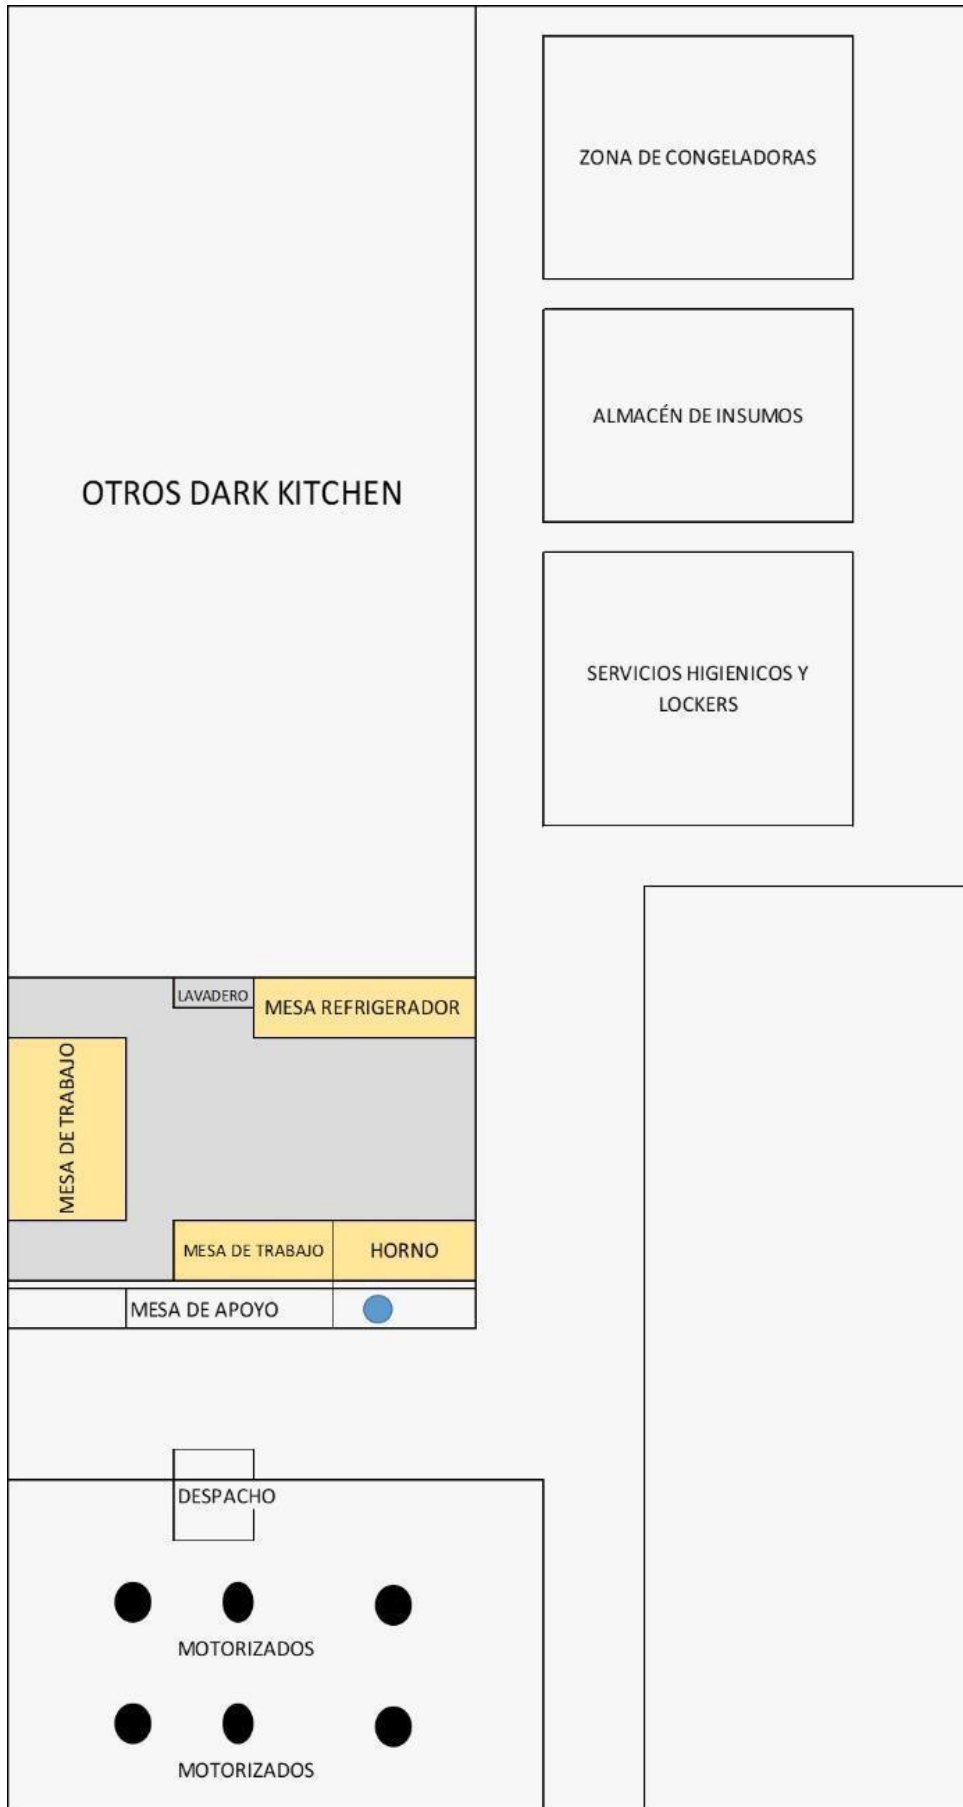 ZONA DE CONGELADORAS
ALMACÉN DE INSUMOS
OTROS DARK KITCHEN
SERVICIOS HIGIENICOS Y
LOCKERS
LAVADERO
MESA REFRIGERADOR
MESA DE TRABAJO
MESA DE TRABAJO
HORNO
MESA DE APOYO
DESPACHO
MOTORIZADOS
MOTORIZADOS